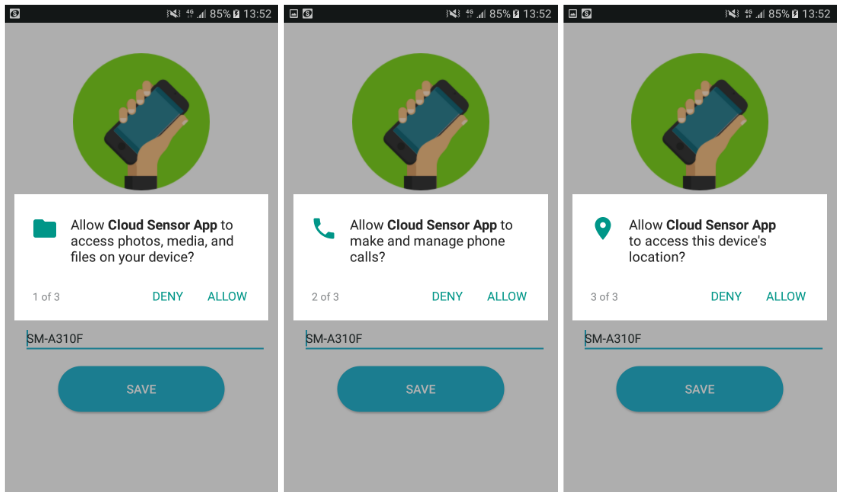 85% 13:52
Allow Cloud Sensor App to
access photos, media, and
files on your device?
1 of 3 DENY ALLOW
SM-A310F
SAVE
85% 13:52
Allow Cloud Sensor App to
make and manage phone
calls?
2 of 3 DENY ALLOW
SM-A310F
SAVE
85% 13:52
Allow Cloud Sensor App
to access this device's
location?
3 of 3 DENY ALLOW
SM-A310F
SAVE